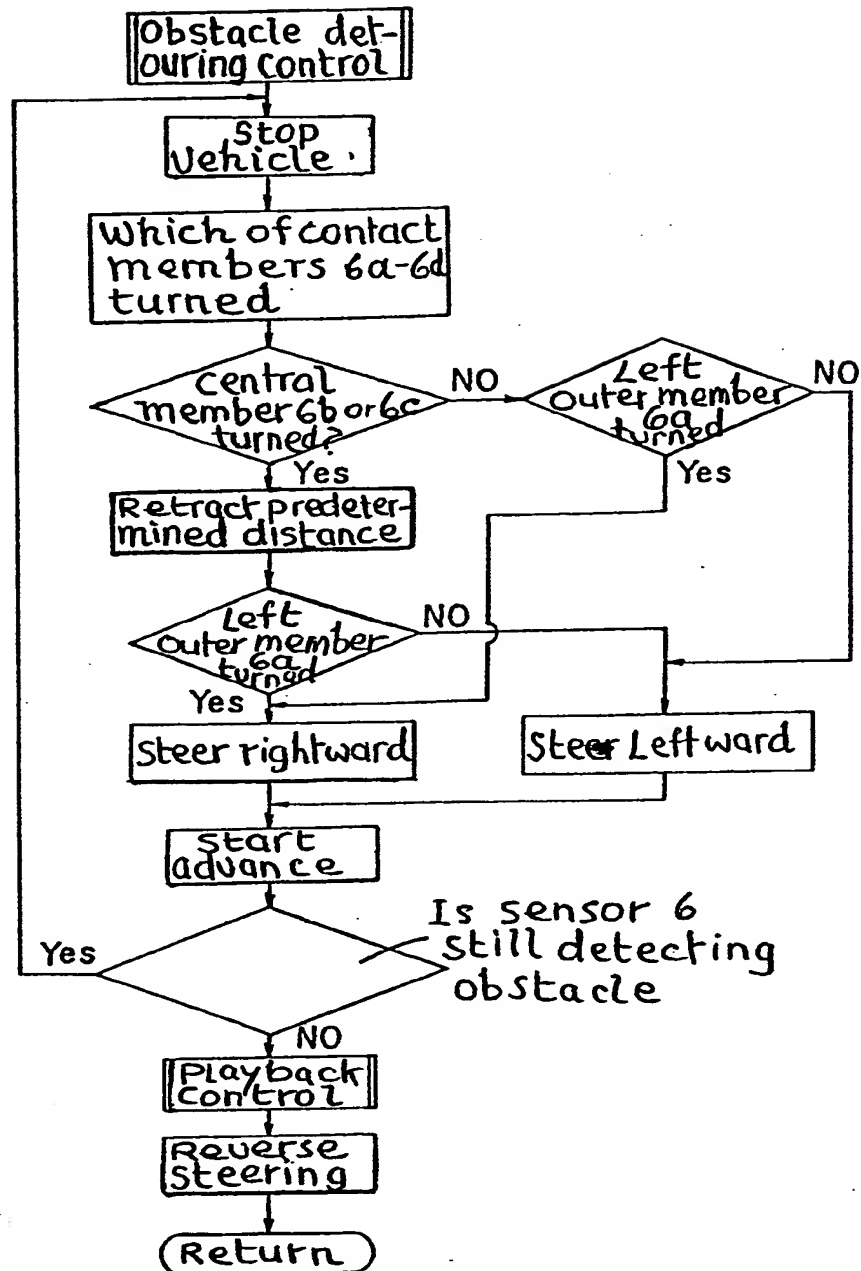 Obstacle det-
ouring control
Stop
Vehicle.
Which of contact
members 6a-6d
turned
Central
member 6b or 6c
turned?
NO
Left
Outer member
6a
turned
NO
Yes
Yes
Retract predeter-
mined distance
Left
Outer member
6a
turned
NO
Yes
Steer rightward
Steer Leftward
Start
advance
Is sensor 6
Still detecting
obstacle
Yes
NO
Playback
Control
Reverse
Steering
Return